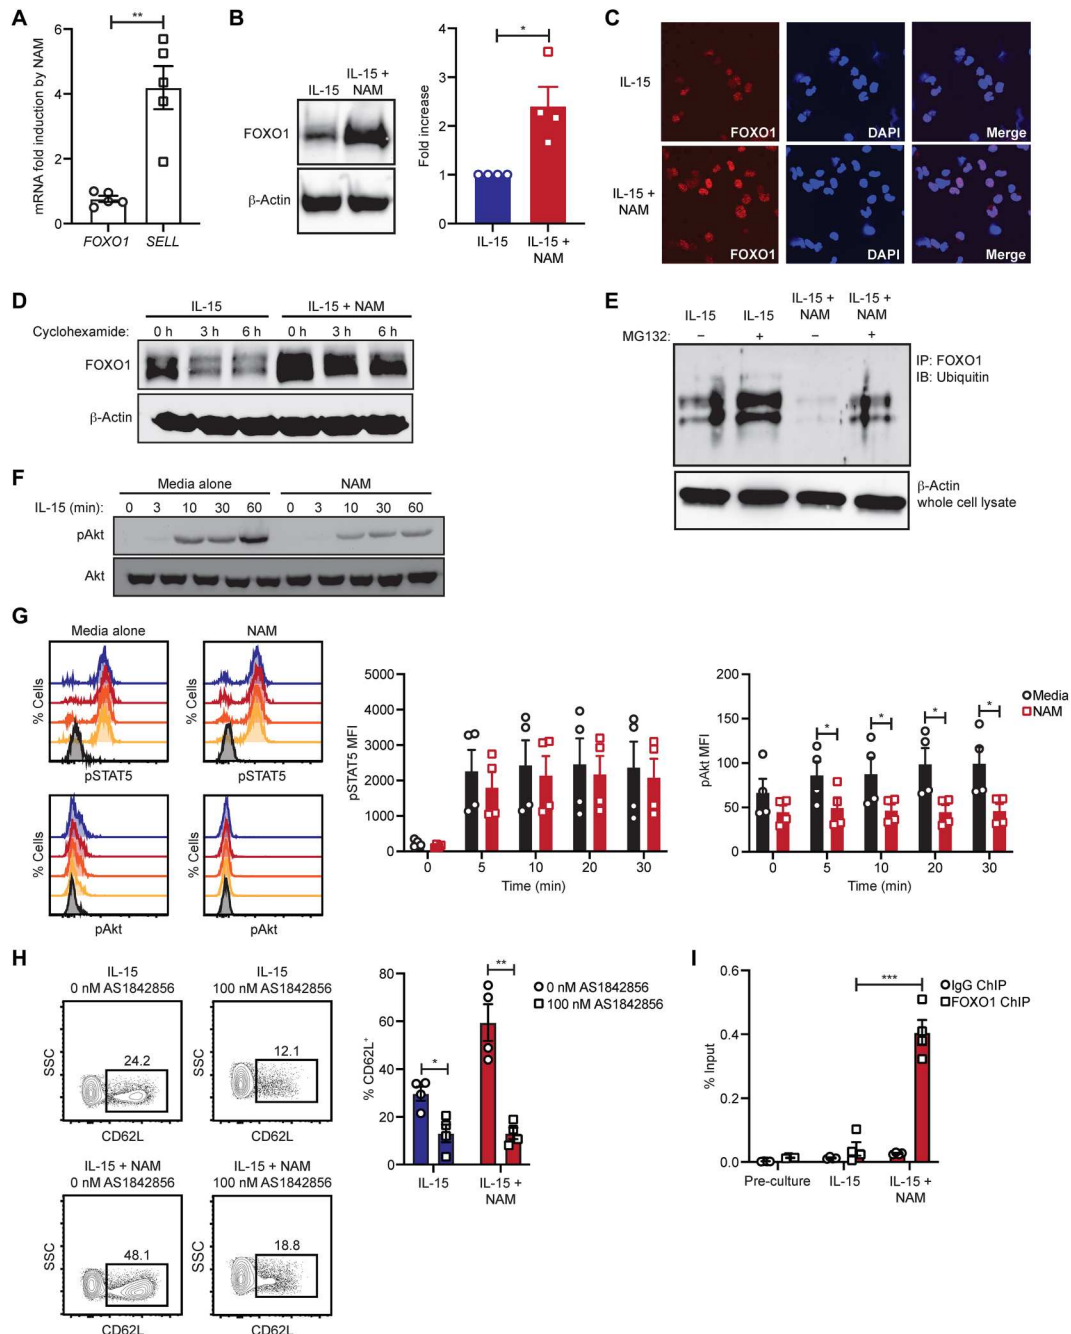 A
**
6
4
2
0
mRNA fold induction by NAM
FOXO1 SELL
B
IL-15
IL-15 +
NAM
FOXO1
β-Actin
*
4
3
2
1
0
Fold increase
IL-15 IL-15 +
NAM
C
IL-15
FOXO1 DAPI Merge
IL-15 +
NAM
FOXO1 DAPI Merge
D
IL-15 IL-15 + NAM
Cyclohexamide: 0 h 3 h 6 h 0 h 3 h 6 h
FOXO1
β-Actin
E
IL-15 IL-15 IL-15 + NAM IL-15 + NAM
MG132: – + – +
IP: FOXO1
IB: Ubiquitin
β-Actin
whole cell lysate
F
Media alone NAM
IL-15 (min): 0 3 10 30 60 0 3 10 30 60
pAkt
Akt
G
Media alone NAM
% Cells % Cells
pSTAT5 pSTAT5
% Cells % Cells
pAkt pAkt
5000
4000
3000
2000
1000
0
pSTAT5 MFI
0 5 10 20 30
Time (min)
200
150
100
50
0
pAkt MFI
* * * *
0 5 10 20 30
Time (min)
Media
NAM
H
IL-15 IL-15
0 nM AS1842856 100 nM AS1842856
SSC SSC
24.2 12.1
CD62L CD62L
IL-15 + NAM IL-15 + NAM
0 nM AS1842856 100 nM AS1842856
SSC SSC
48.1 18.8
CD62L CD62L
80
60
40
20
0
% CD62L⁺
* **
IL-15 IL-15 +
NAM
0 nM AS1842856
100 nM AS1842856
I
0.6
0.4
0.2
0.0
% Input
***
Pre-culture IL-15 IL-15 +
NAM
IgG ChIP
FOXO1 ChIP